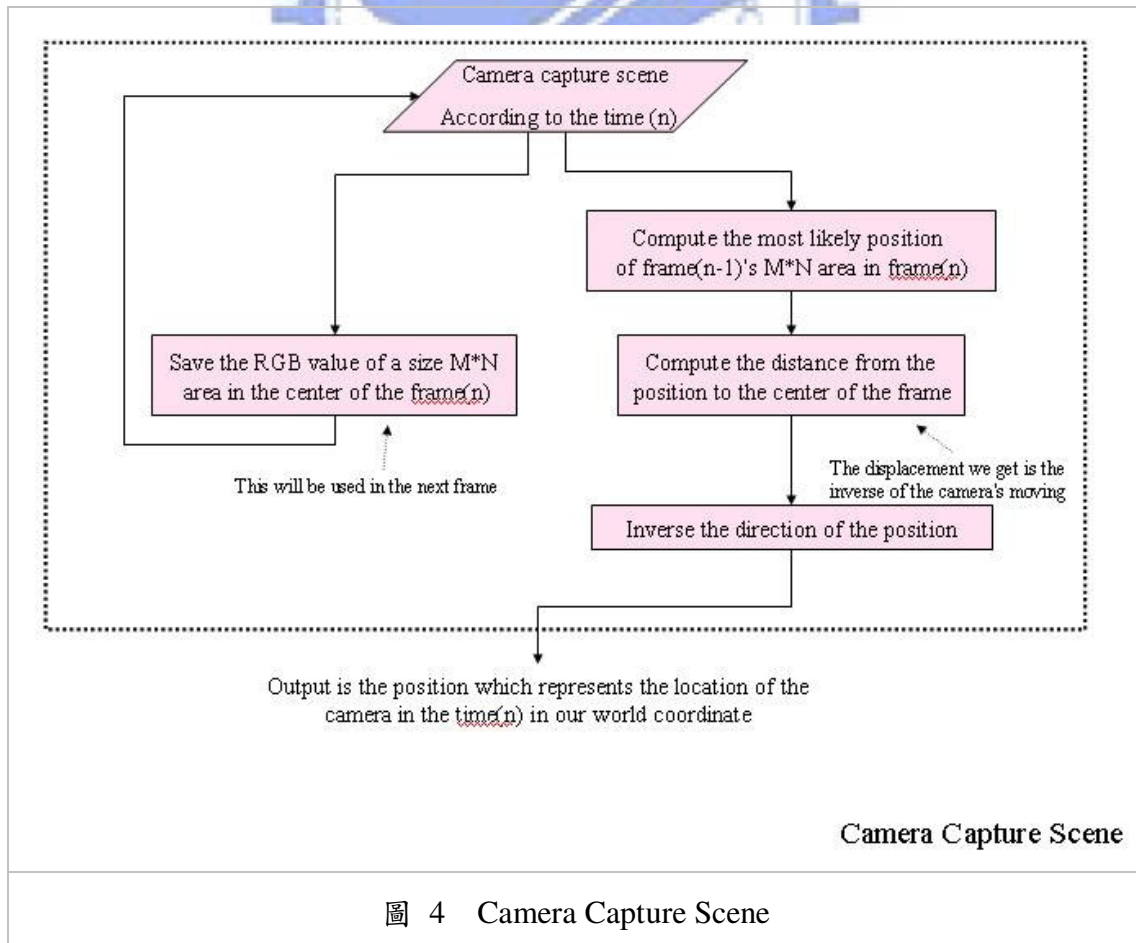 Camera capture scene
According to the time (n)
Compute the most likely position
of frame(n-1)'s M*N area in frame(n)
Save the RGB value of a size M*N
area in the center of the frame(n)
Compute the distance from the
position to the center of the frame
This will be used in the next frame
The displacement we get is the
inverse of the camera's moving
Inverse the direction of the position
Output is the position which represents the location of the
camera in the time(n) in our world coordinate
Camera Capture Scene
圖 4 Camera Capture Scene